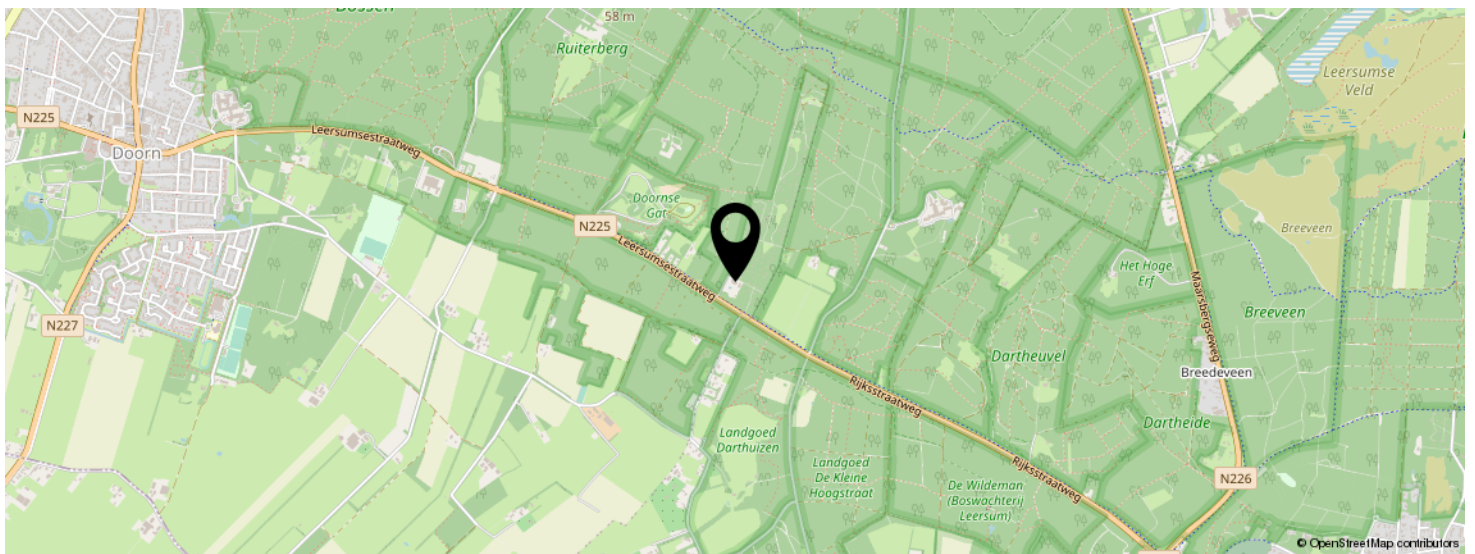 Bossen
58 m
Ruiterberg
Leersumse
Veld
N225
Leersumsestraatweg
Doorn
Doornse
Gat
N225
Leersumsestraatweg
Breeveen
Het Hoge
Erf
Maarsbergseweg
Breeveen
N227
Dartheuvel
Breedeveen
Rijksstraatweg
Dartheide
Landgoed
Darthuizen
Landgoed
De Kleine
Hoogstraat
De Wildeman
(Boswachterij
Leersum)
Rijksstraatweg
N226
© OpenStreetMap contributors